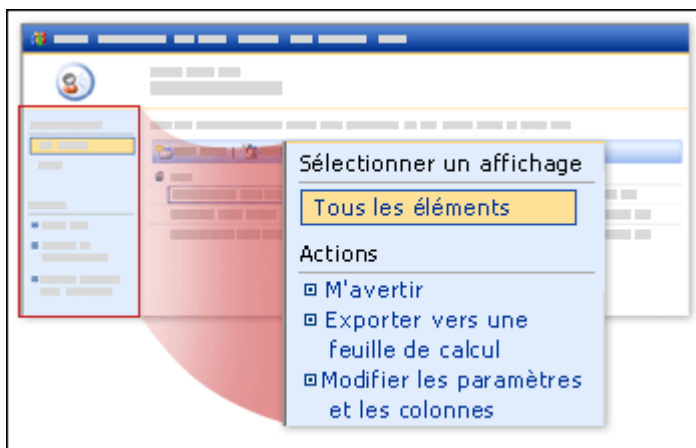 Sélectionner un affichage
Tous les éléments
Actions
M'avertir
Exporter vers une
feuille de calcul
Modifier les paramètres
et les colonnes